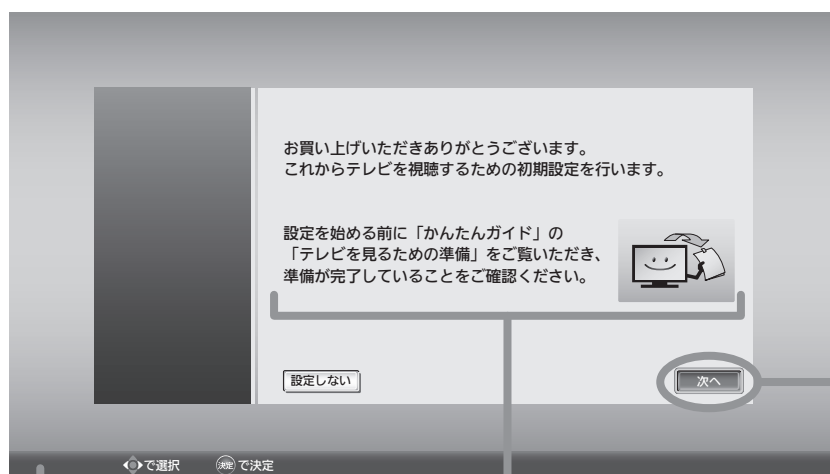 お買い上げいただきありがとうございます。
これからテレビを視聴するための初期設定を行います。
設定を始める前に「かんたんガイド」の
「テレビを見るための準備」をご覧いただき、
準備が完了していることをご確認ください。
設定しない
次へ
で選択 決定 で決定